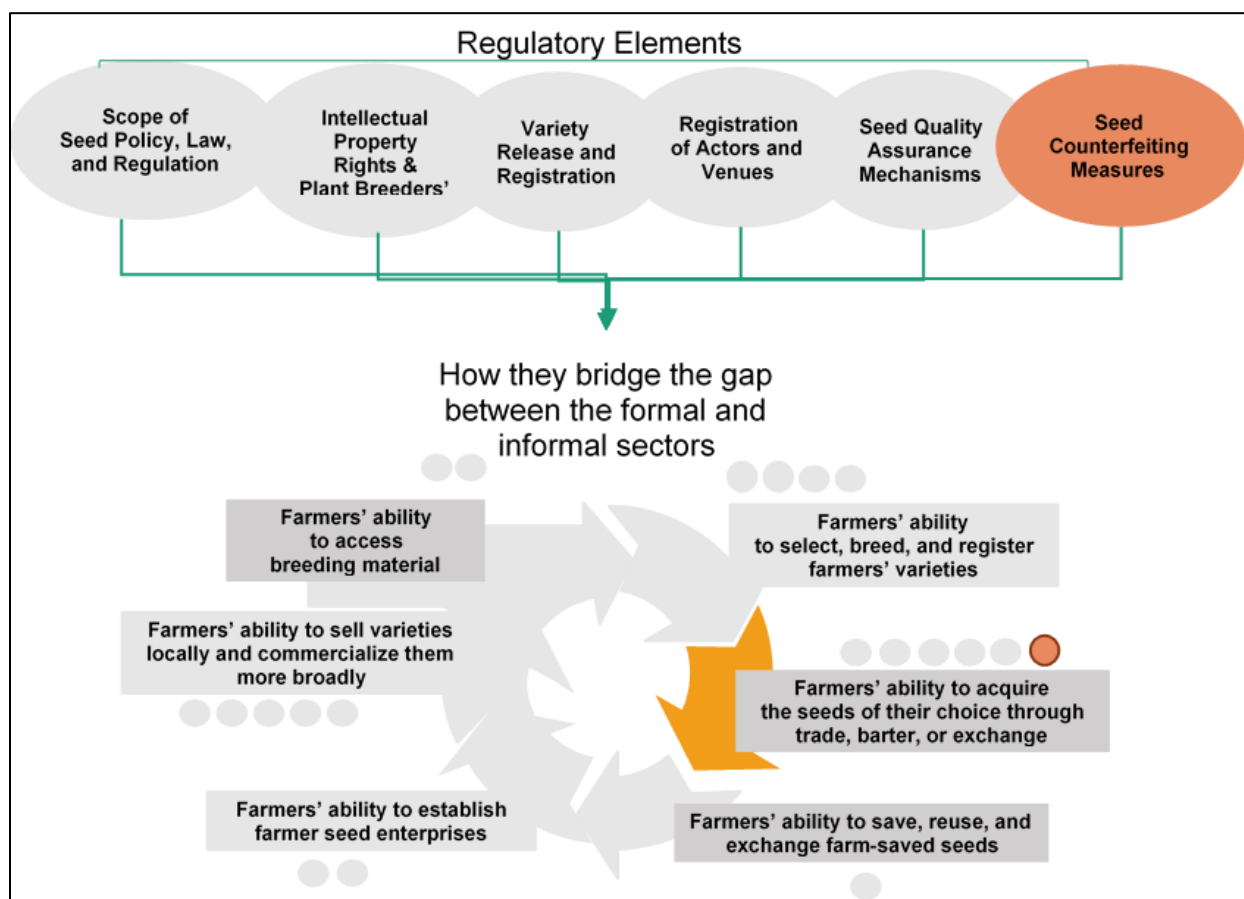 Regulatory Elements
Scope of
Seed Policy, Law,
and Regulation
Intellectual
Property
Rights &
Plant Breeders’
Variety
Release and
Registration
Registration
of Actors and
Venues
Seed Quality
Assurance
Mechanisms
Seed
Counterfeiting
Measures
How they bridge the gap
between the formal and
informal sectors
Farmers’ ability
to access
breeding material
Farmers’ ability
to select, breed, and register
farmers’ varieties
Farmers’ ability to sell varieties
locally and commercialize them
more broadly
Farmers’ ability to acquire
the seeds of their choice through
trade, barter, or exchange
Farmers’ ability to establish
farmer seed enterprises
Farmers’ ability to save, reuse, and
exchange farm-saved seeds